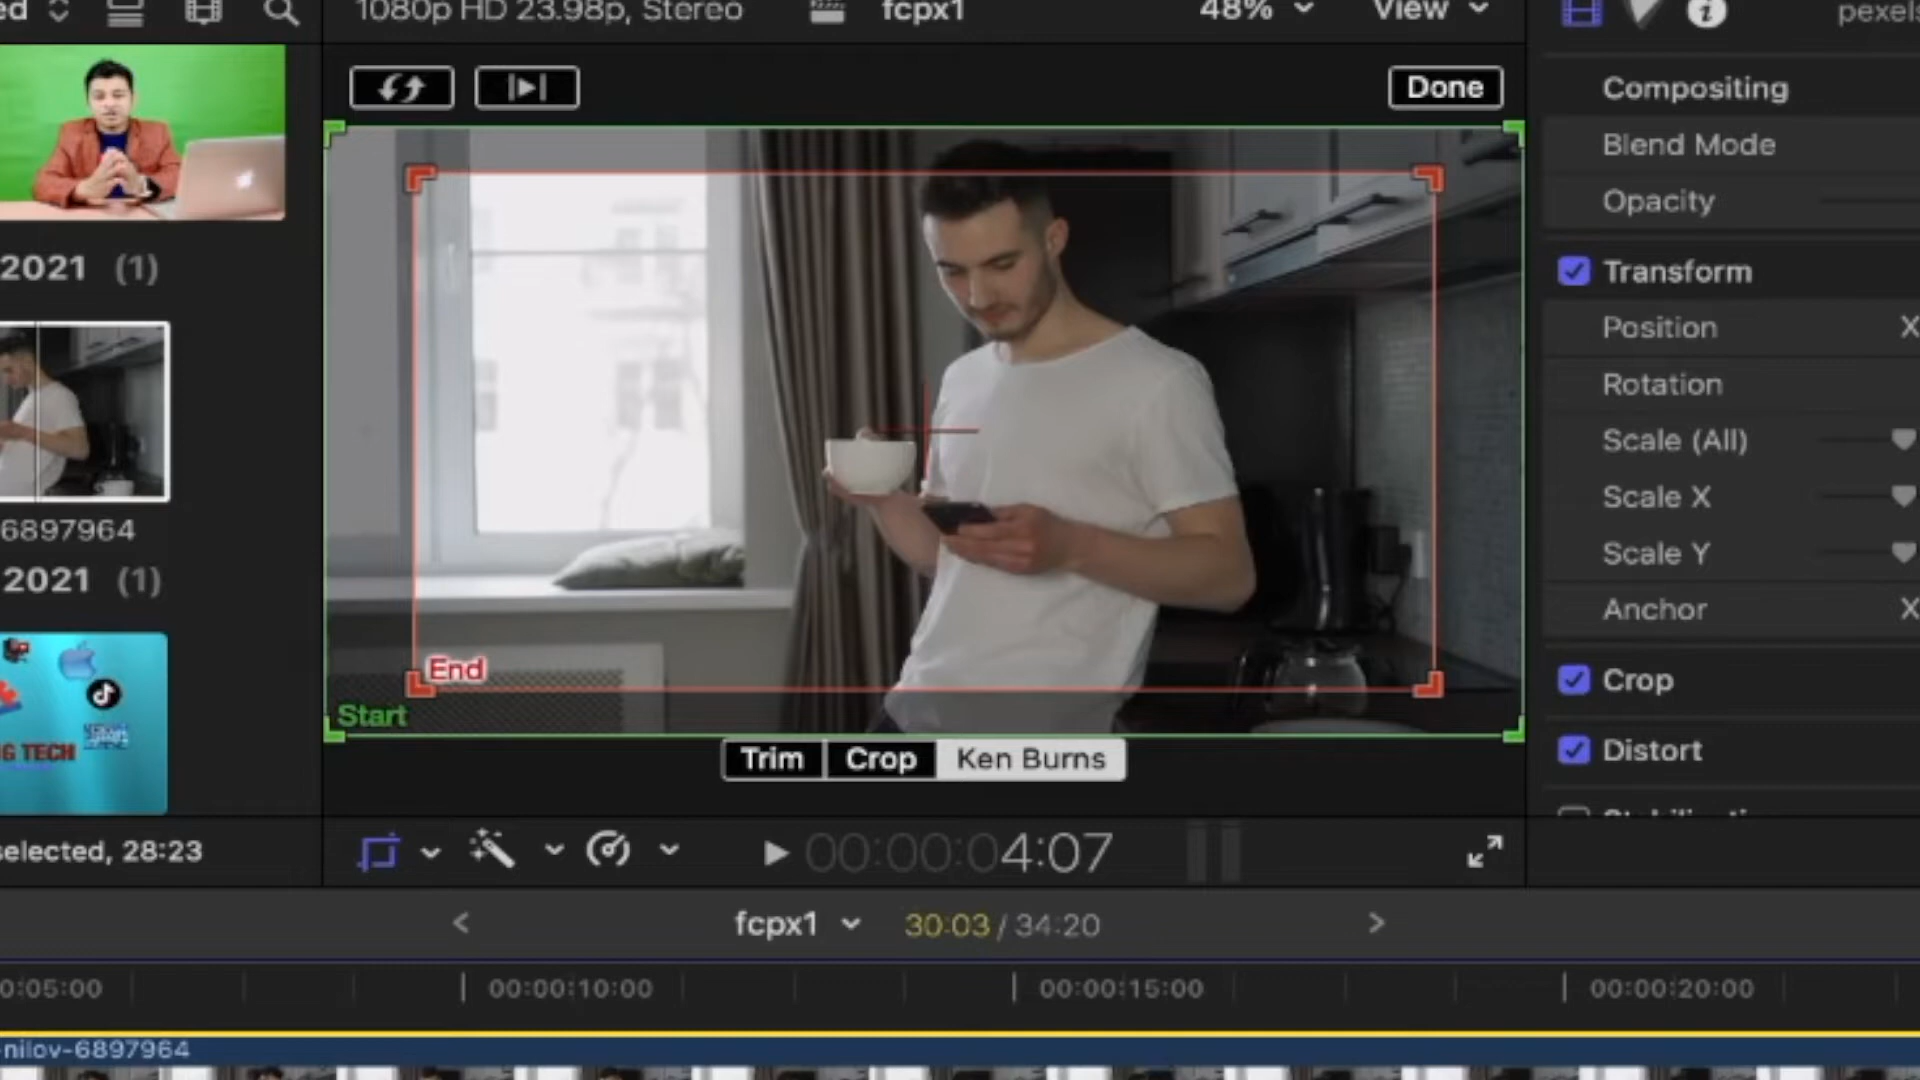 ed
1080p HD 23.98p, Stereo
fcpx1
48%
View
pexels
Done
Compositing
Blend Mode
Opacity
Transform
Position X
Rotation
Scale (All)
Scale X
Scale Y
Anchor X
Crop
Distort
2021 (1)
6897964
2021 (1)
G TECH
End
Start
Trim
Crop
Ken Burns
selected, 28:23
00:00:04:07
fcpx1
30:03 / 34:20
0:05:00
00:00:10:00
00:00:15:00
00:00:20:00
-nilov-6897964